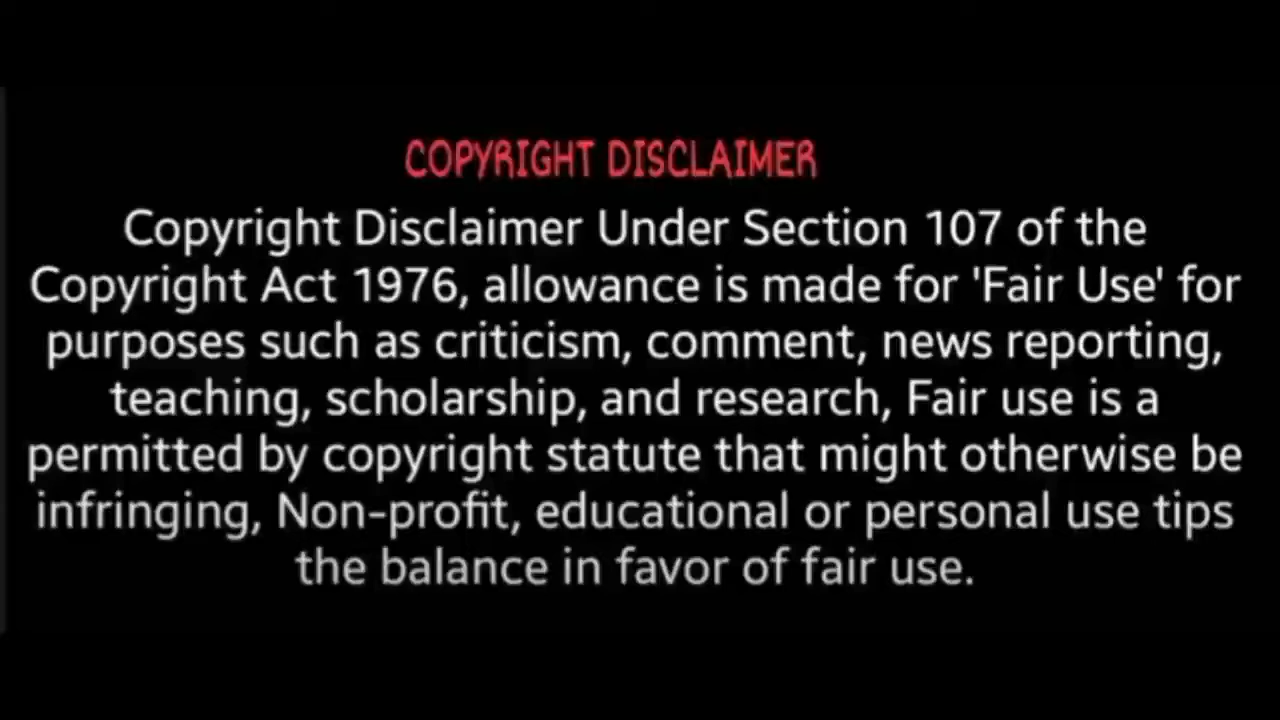 COPYRIGHT DISCLAIMER
Copyright Disclaimer Under Section 107 of the
Copyright Act 1976, allowance is made for 'Fair Use' for
purposes such as criticism, comment, news reporting,
teaching, scholarship, and research, Fair use is a
permitted by copyright statute that might otherwise be
infringing, Non-profit, educational or personal use tips
the balance in favor of fair use.